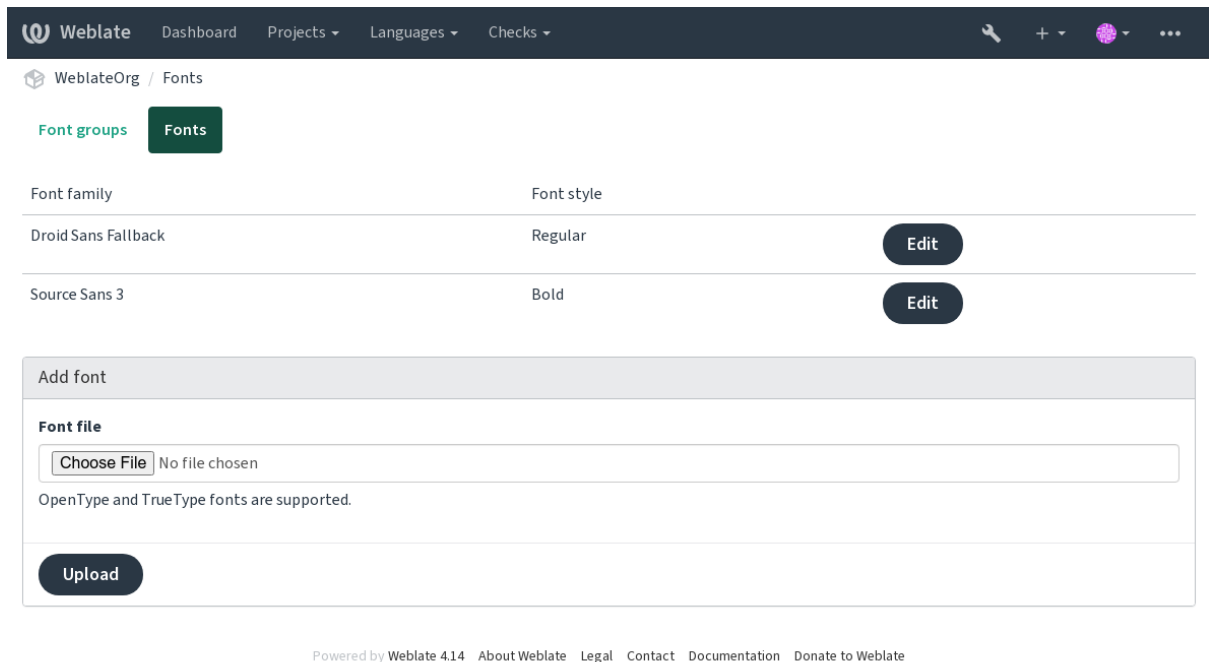 Weblate Dashboard Projects Languages Checks
WeblateOrg / Fonts
Font groups Fonts
Font family Font style
Droid Sans Fallback Regular Edit
Source Sans 3 Bold Edit
Add font
Font file
Choose File No file chosen
OpenType and TrueType fonts are supported.
Upload
Powered by Weblate 4.14 About Weblate Legal Contact Documentation Donate to Weblate